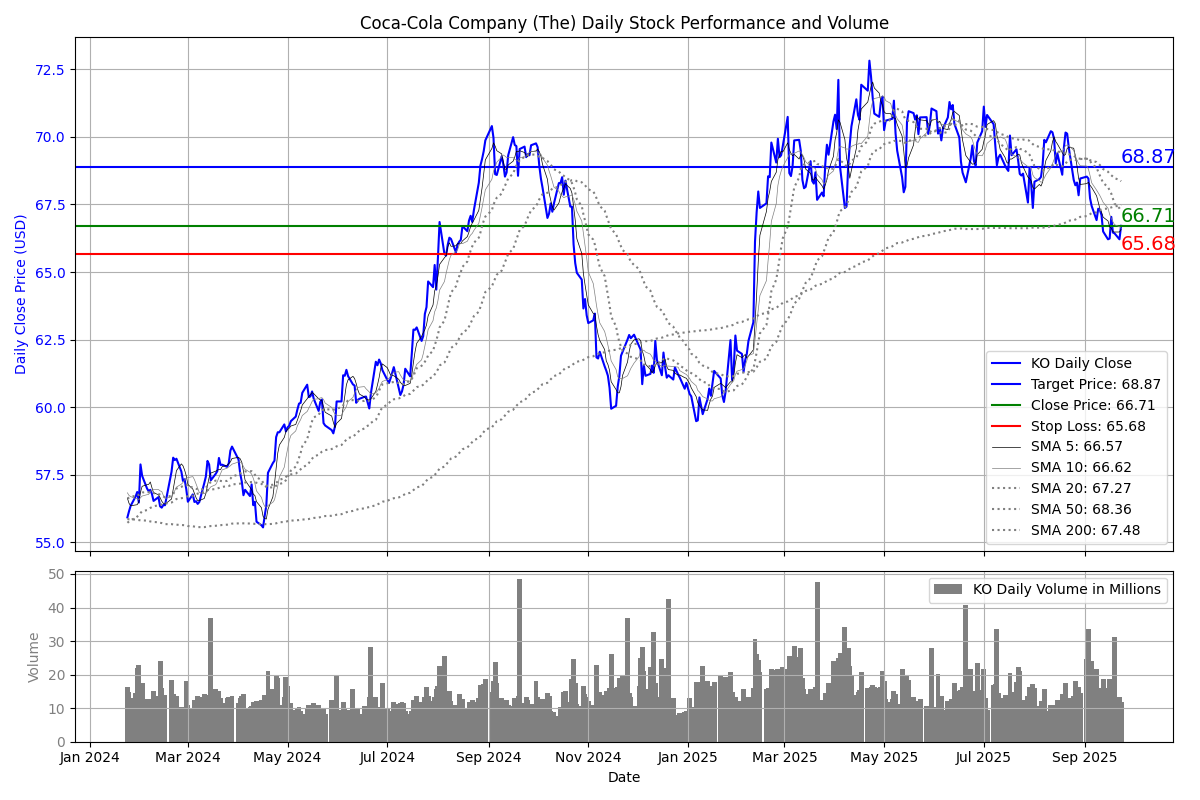 Coca-Cola Company (The) Daily Stock Performance and Volume
Daily Close Price (USD)
72.5
70.0
67.5
65.0
62.5
60.0
57.5
55.0
68.87
66.71
65.68
KO Daily Close
Target Price: 68.87
Close Price: 66.71
Stop Loss: 65.68
SMA 5: 66.57
SMA 10: 66.62
SMA 20: 67.27
SMA 50: 68.36
SMA 200: 67.48
Volume
50
40
30
20
10
0
KO Daily Volume in Millions
Jan 2024 Mar 2024 May 2024 Jul 2024 Sep 2024 Nov 2024 Jan 2025 Mar 2025 May 2025 Jul 2025 Sep 2025
Date